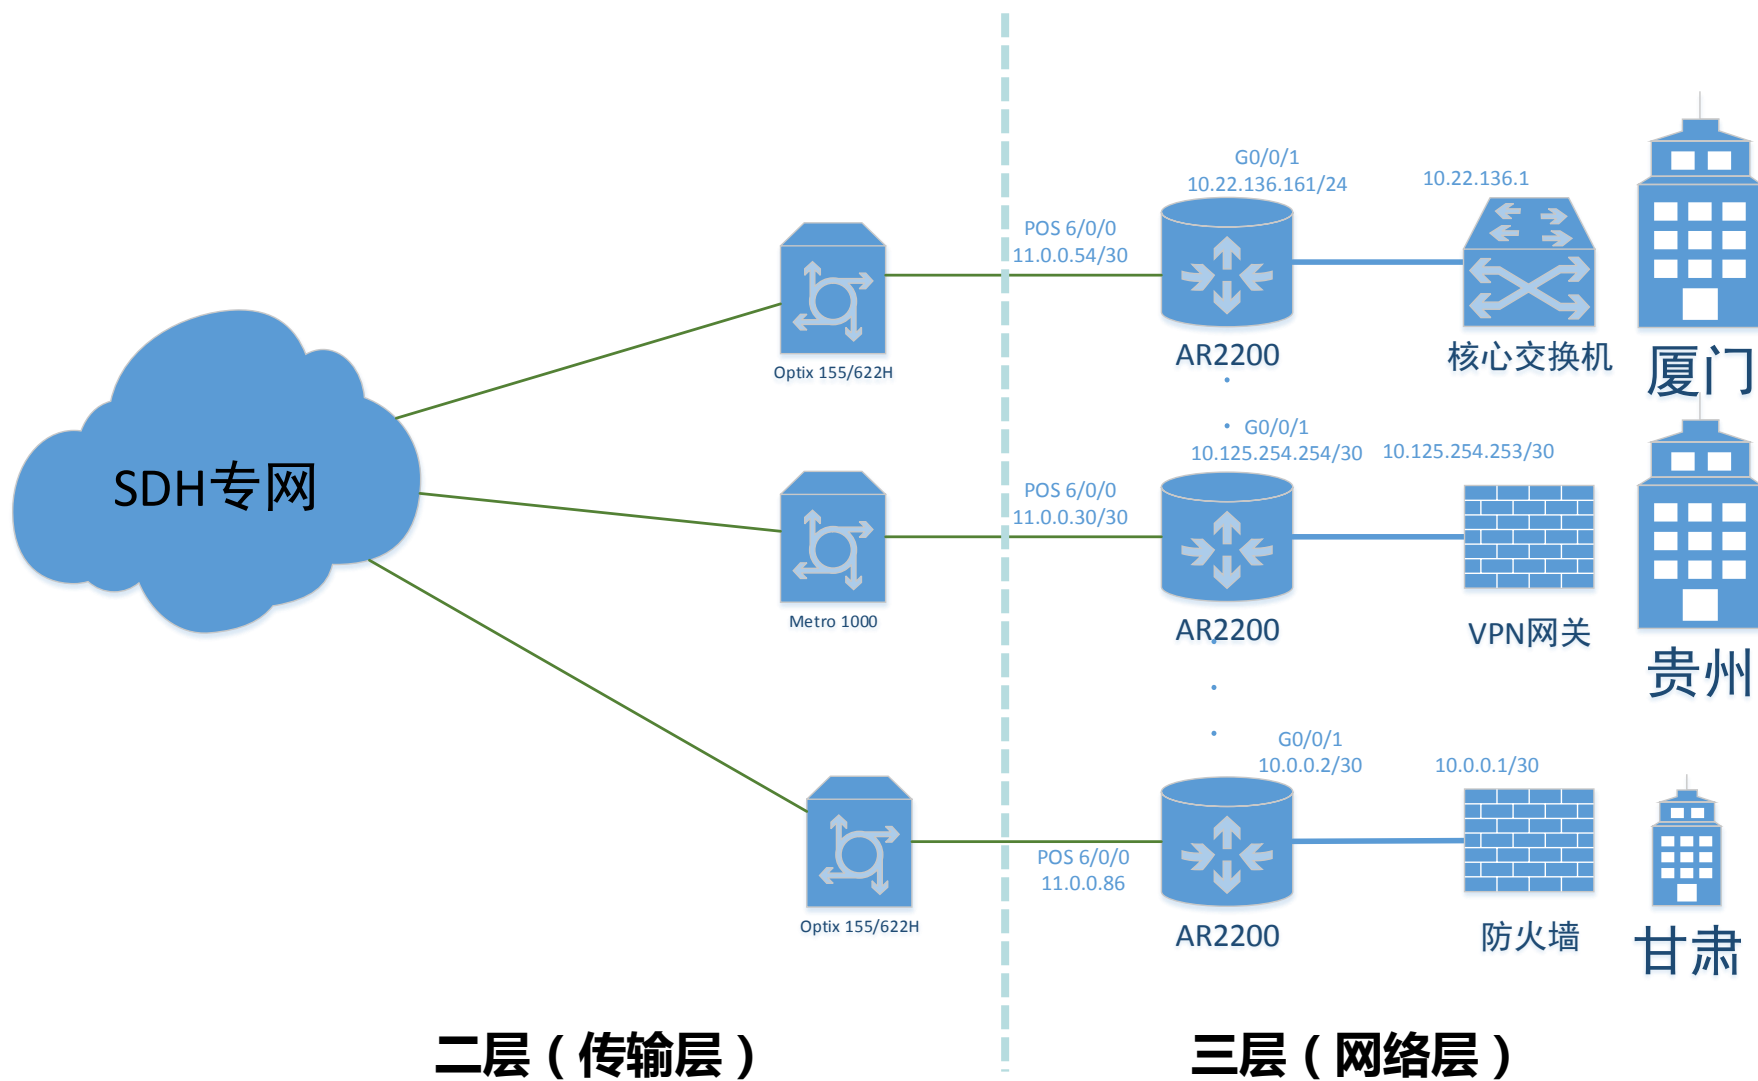 G0/0/1
10.22.136.161/24
10.22.136.1
POS 6/0/0
11.0.0.54/30
Optix 155/622H
AR2200
核心交换机
厦门
SDH专网
G0/0/1
10.125.254.254/30
10.125.254.253/30
POS 6/0/0
11.0.0.30/30
Metro 1000
AR2200
VPN网关
贵州
G0/0/1
10.0.0.2/30
10.0.0.1/30
POS 6/0/0
11.0.0.86
Optix 155/622H
AR2200
防火墙
甘肃
二层（传输层）
三层（网络层）